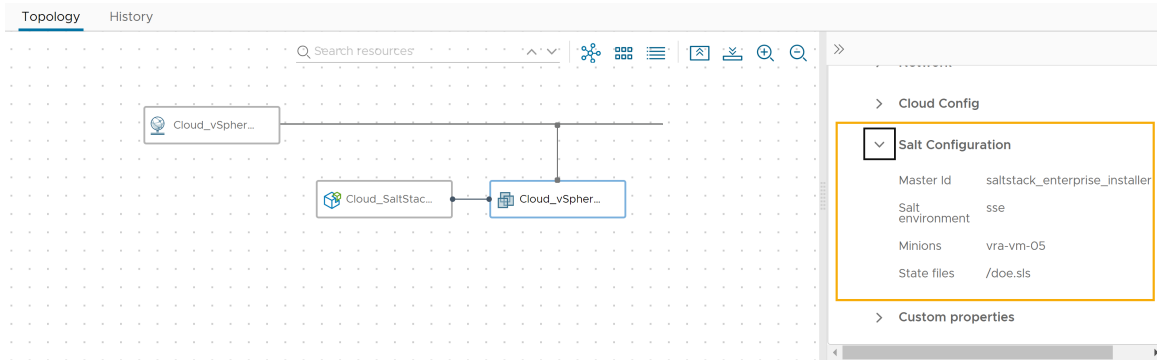 Topology History
Search resources
Cloud_vSpher...
Cloud_SaltStac...
Cloud_vSpher...
Network
Cloud Config
Salt Configuration
Master Id saltstack_enterprise_installer
Salt environment sse
Minions vra-vm-05
State files /doe.sls
Custom properties